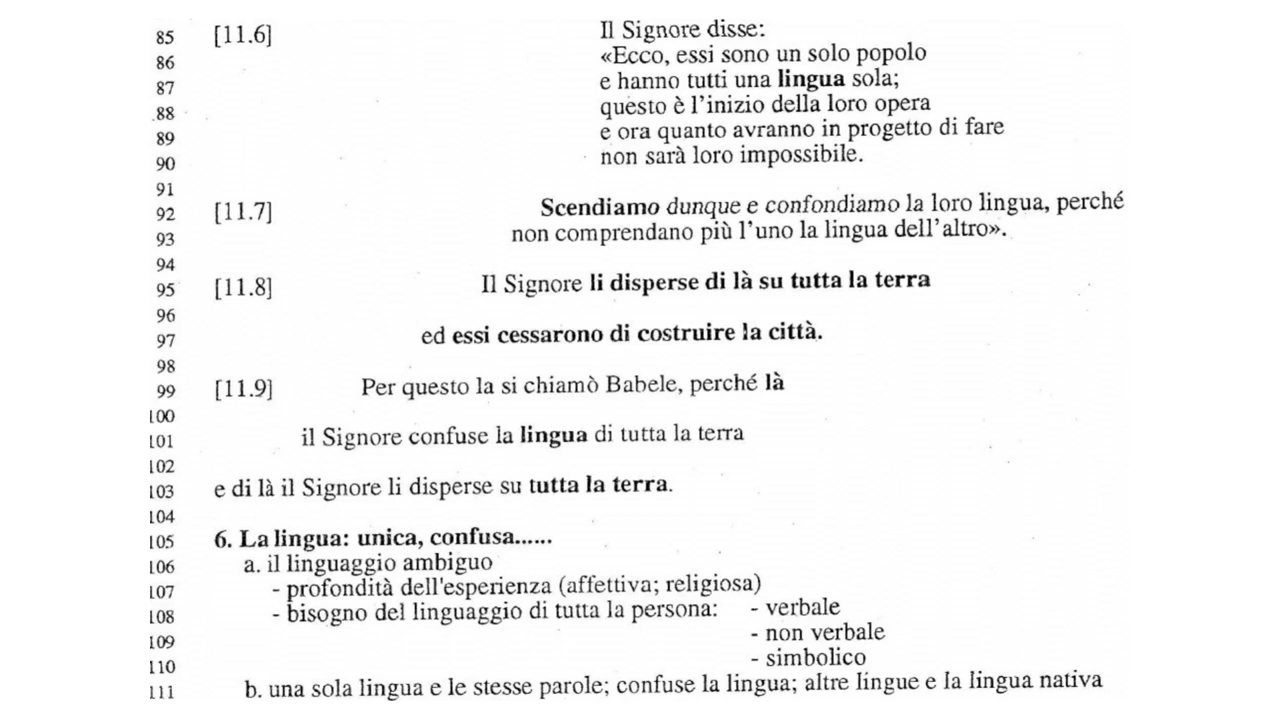 85 [11.6] Il Signore disse:
86 «Ecco, essi sono un solo popolo
87 e hanno tutti una lingua sola;
88 questo è l'inizio della loro opera
89 e ora quanto avranno in progetto di fare
90 non sarà loro impossibile.
91
92 [11.7] Scendiamo dunque e confondiamo la loro lingua, perché
93 non comprendano più l'uno la lingua dell'altro».
94
95 [11.8] Il Signore li disperse di là su tutta la terra
96
97 ed essi cessarono di costruire la città.
98
99 [11.9] Per questo la si chiamò Babele, perché là
100
101 il Signore confuse la lingua di tutta la terra
102
103 e di là il Signore li disperse su tutta la terra.
104
105 6. La lingua: unica, confusa......
106 a. il linguaggio ambiguo
107 - profondità dell'esperienza (affettiva; religiosa)
108 - bisogno del linguaggio di tutta la persona: - verbale
109 - non verbale
110 - simbolico
111 b. una sola lingua e le stesse parole; confuse la lingua; altre lingue e la lingua nativa